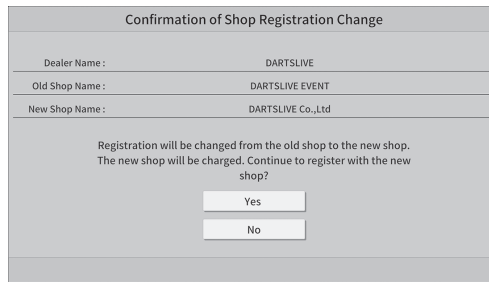 Confirmation of Shop Registration Change
Dealer Name : DARTSLIVE
Old Shop Name : DARTSLIVE EVENT
New Shop Name : DARTSLIVE Co.,Ltd
Registration will be changed from the old shop to the new shop.
The new shop will be charged. Continue to register with the new
shop?
Yes
No